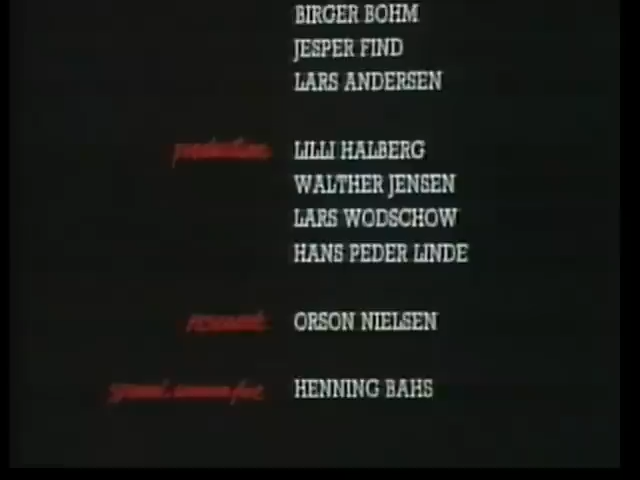 BIRGER BOHM
JESPER FIND
LARS ANDERSEN
production LILLI HALBERG
WALTHER JENSEN
LARS WODSCHOW
HANS PEDER LINDE
ORSON NIELSEN
HENNING BAHS